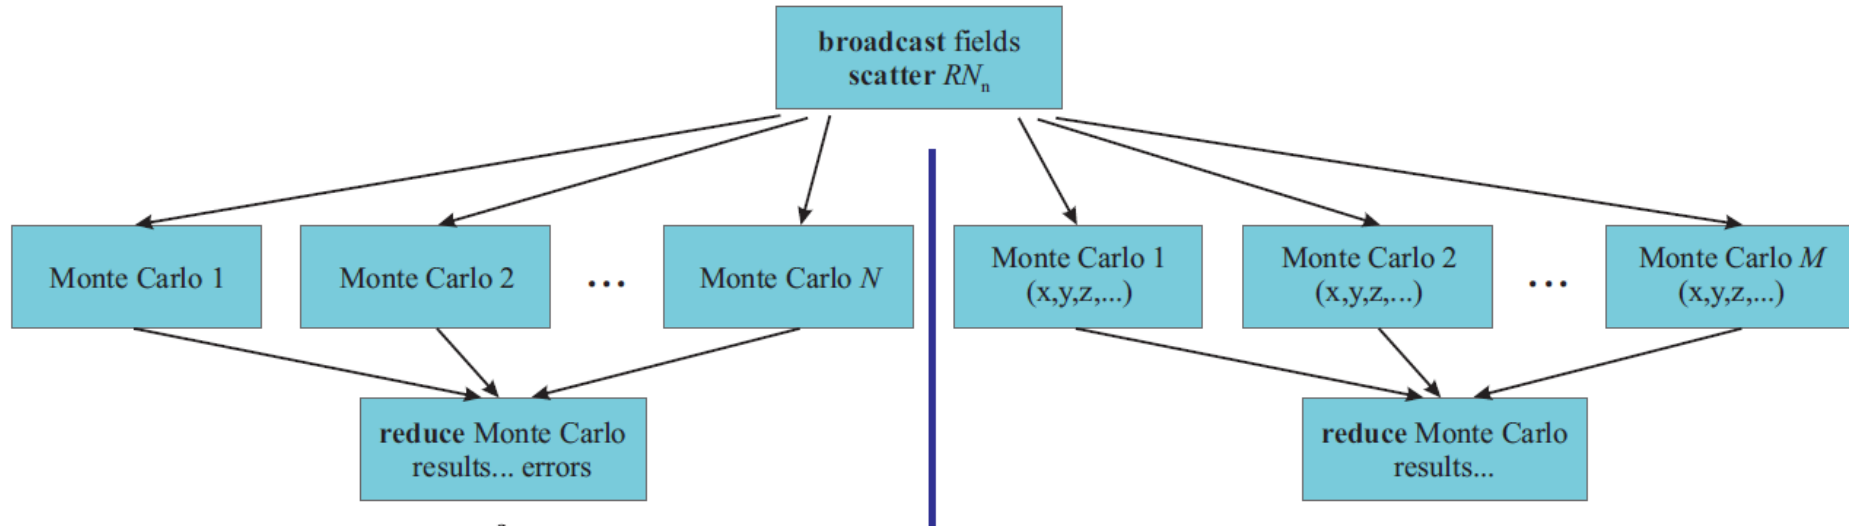 broadcast fields
scatter RNn
Monte Carlo 1
Monte Carlo 2
...
Monte Carlo N
Monte Carlo 1
(x,y,z,...)
Monte Carlo 2
(x,y,z,...)
...
Monte Carlo M
(x,y,z,...)
reduce Monte Carlo
results... errors
reduce Monte Carlo
results...